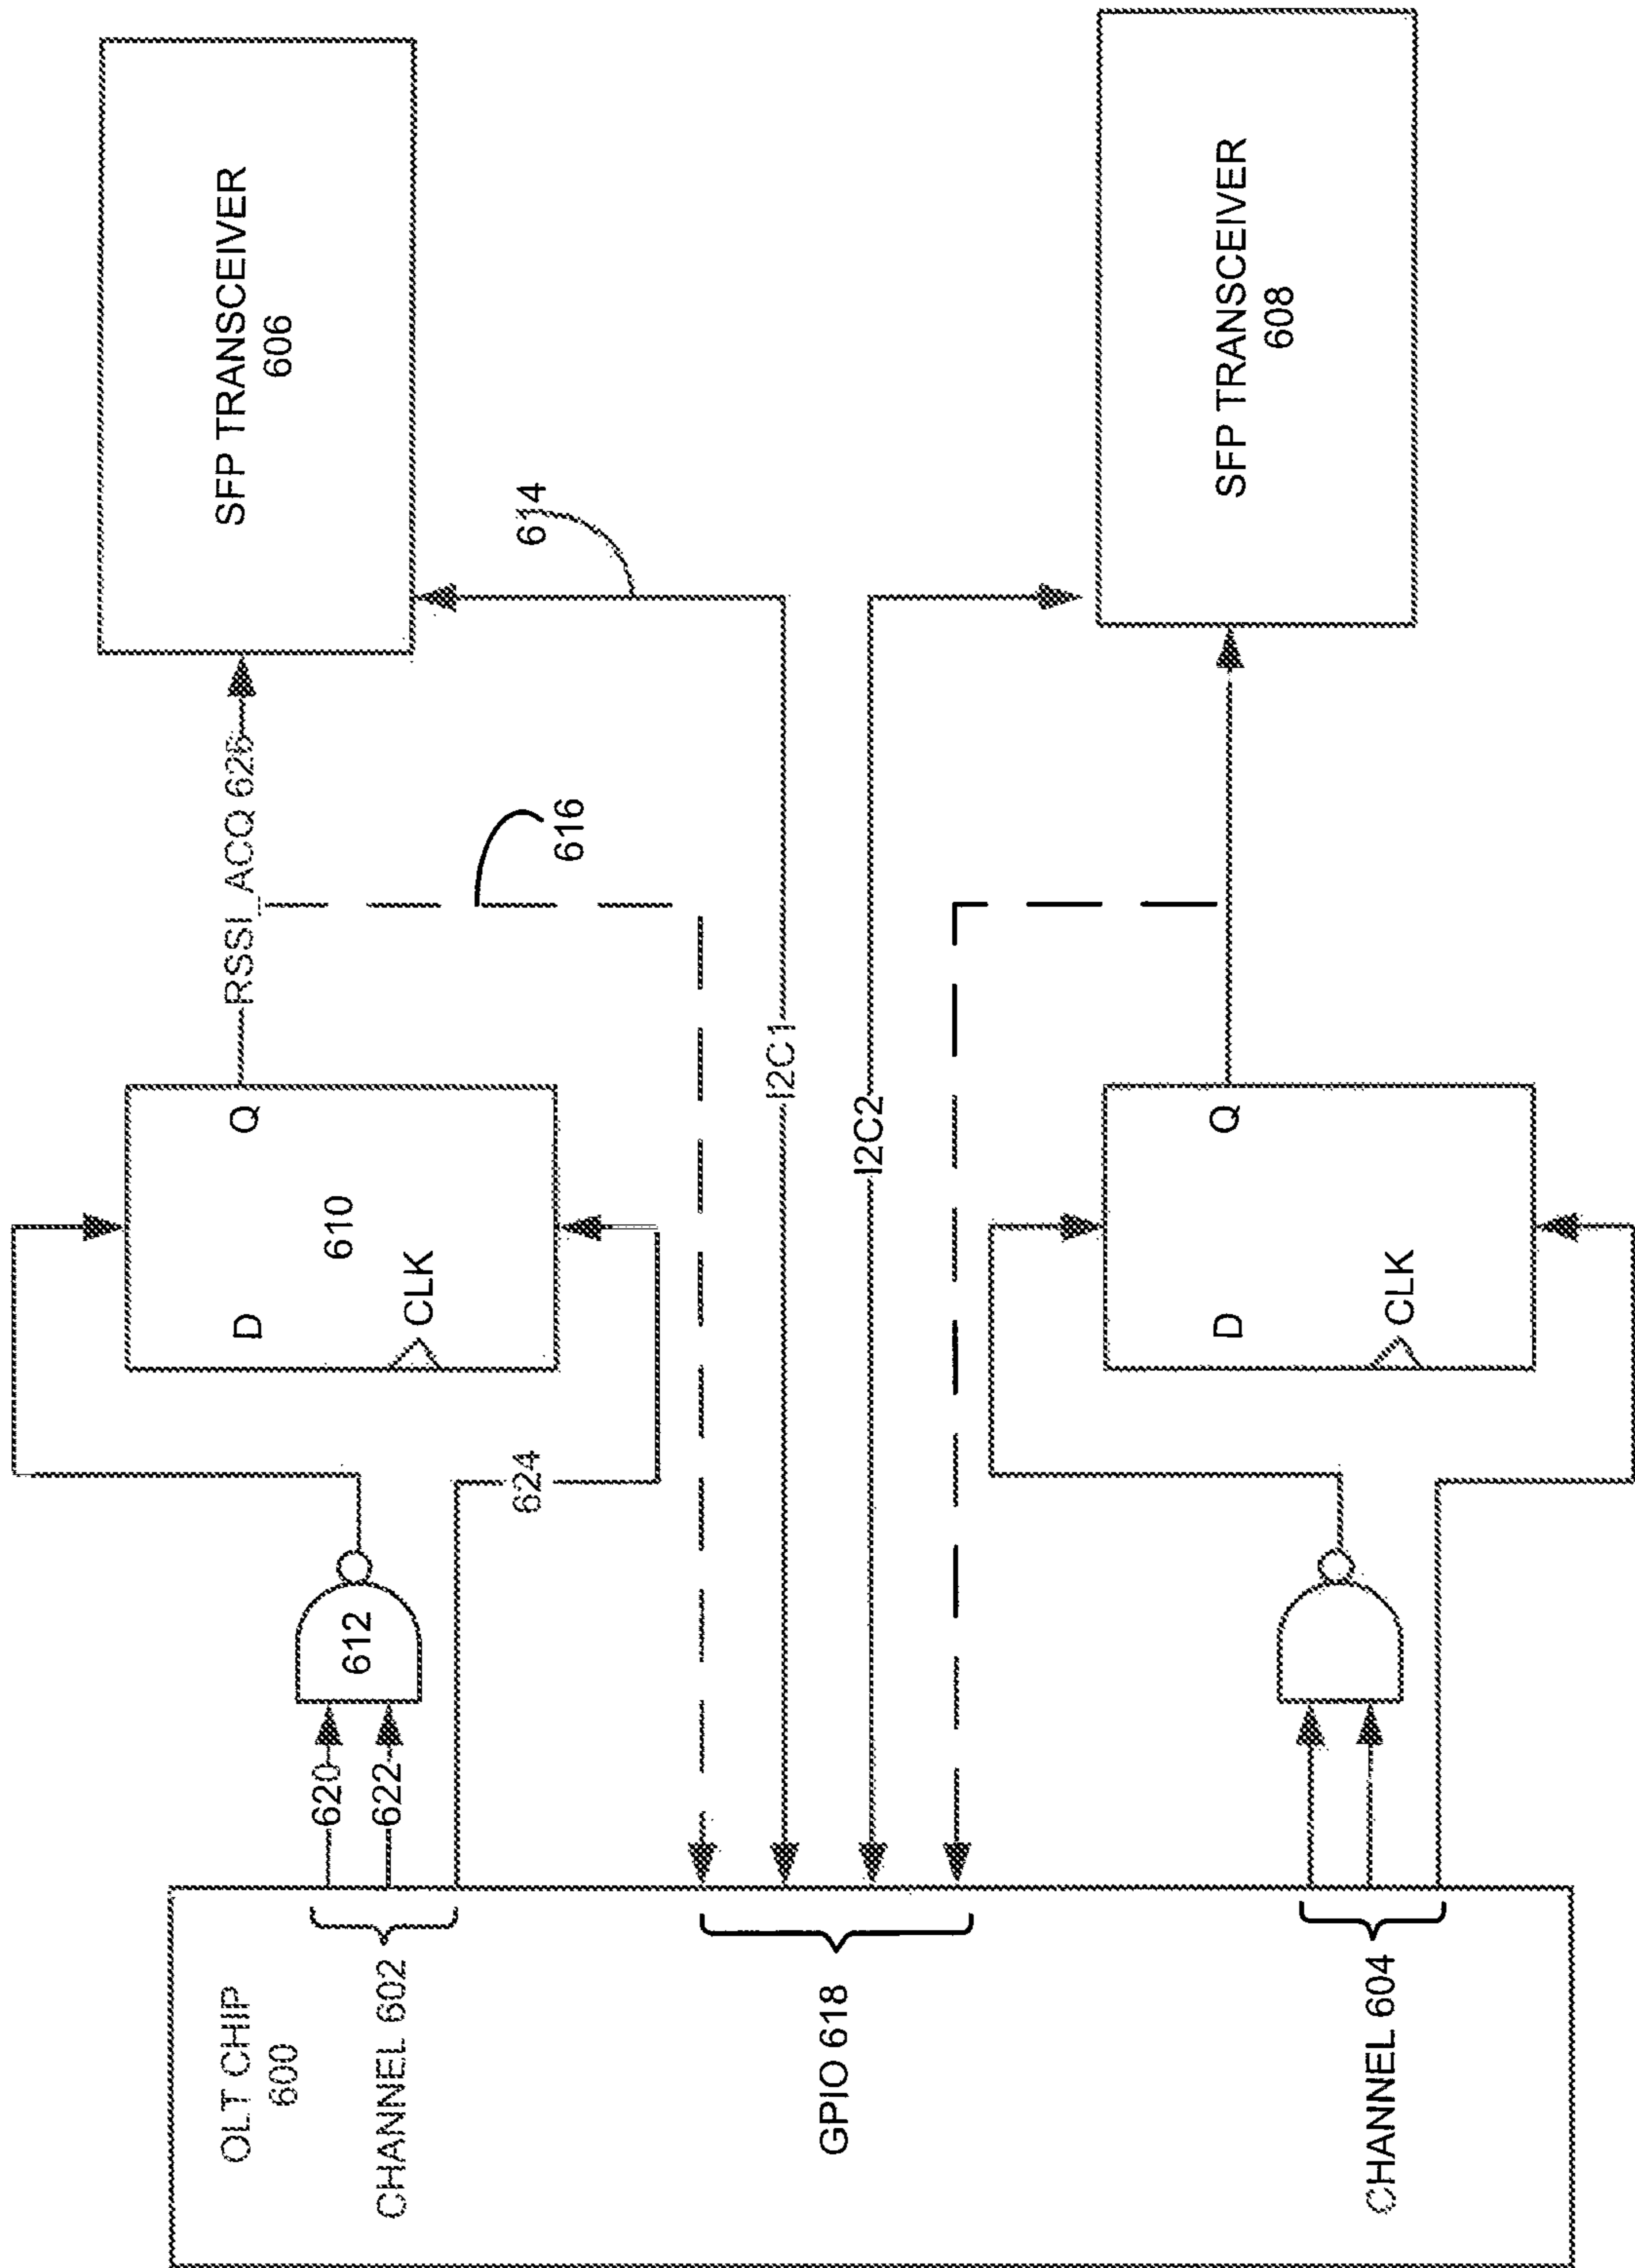 OLT CHIP
600
CHANNEL 602
GPIO 618
CHANNEL 604
620
622
612
624
D
610
CLK
Q
RSSI_ACQ 626
616
614
I2C1
I2C2
D
CLK
Q
SFP TRANSCEIVER
606
SFP TRANSCEIVER
608